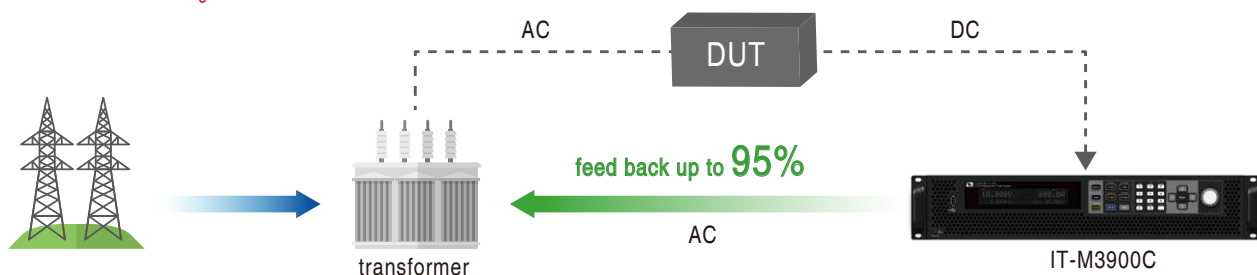 AC
DC
DUT
feed back up to 95%
AC
transformer
IT-M3900C